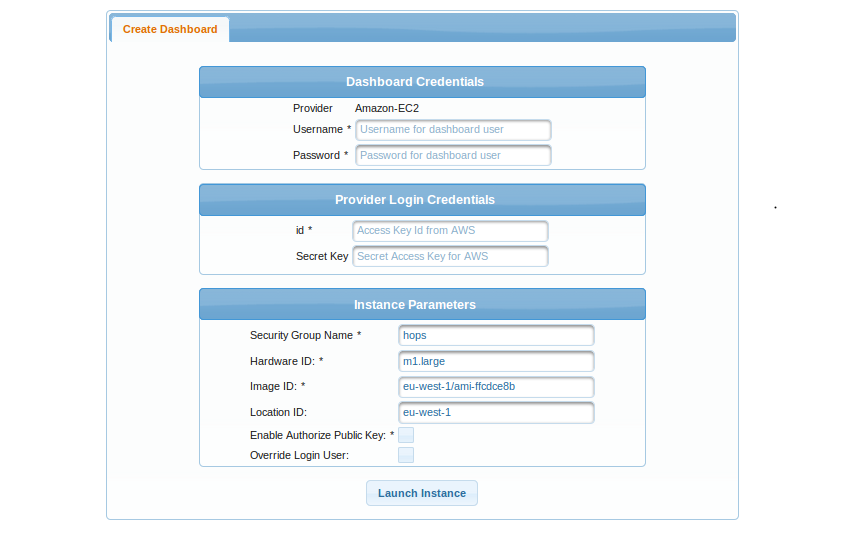 Create Dashboard
Dashboard Credentials
Provider Amazon-EC2
Username * Username for dashboard user
Password * Password for dashboard user
Provider Login Credentials
id * Access Key Id from AWS
Secret Key Secret Access Key for AWS
Instance Parameters
Security Group Name * hops
Hardware ID: * m1.large
Image ID: * eu-west-1/ami-ffcdce8b
Location ID: eu-west-1
Enable Authorize Public Key: *
Override Login User:
Launch Instance